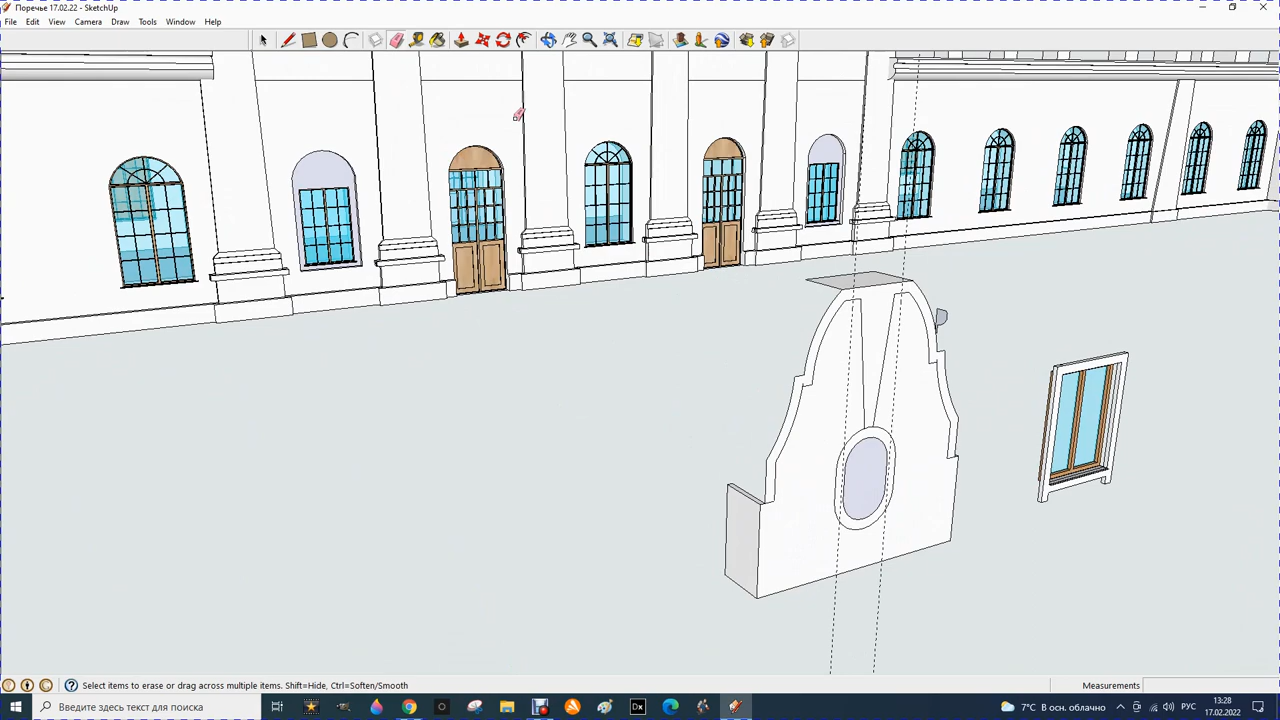 Поречье 17.02.22 - SketchUp
File Edit View Camera Draw Tools Window Help
Select items to erase or drag across multiple items. Shift=Hide, Ctrl=Soften/Smooth
Measurements
Введите здесь текст для поиска
Dx
7°C В осн. облачно
РУС
13:28
17.02.2022